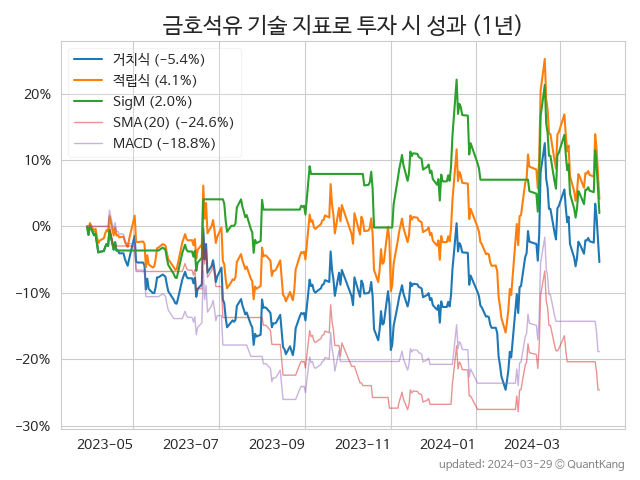 금호석유 기술 지표로 투자 시 성과 (1년)
거치식 (−5.4%)
적립식 (4.1%)
SigM (2.0%)
SMA(20) (−24.6%)
MACD (−18.8%)
20%
10%
0%
−10%
−20%
−30%
2023-05 2023-07 2023-09 2023-11 2024-01 2024-03
updated: 2024-03-29 © QuantKang